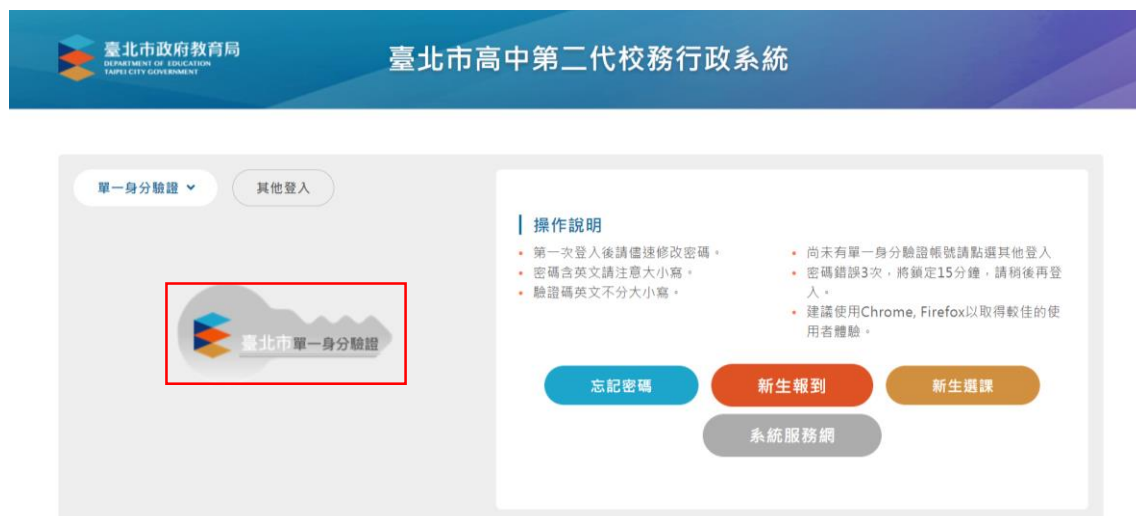 臺北市政府教育局
DEPARTMENT OF EDUCATION
TAIPEI CITY GOVERNMENT
臺北市高中第二代校務行政系統
單一身分驗證
其他登入
臺北市單一身分驗證
操作說明
• 第一次登入後請儘速修改密碼。
• 密碼含英文請注意大小寫。
• 驗證碼英文不分大小寫。
• 尚未有單一身分驗證帳號請點選其他登入
• 密碼錯誤3次，將鎖定15分鐘，請稍後再登
入。
• 建議使用Chrome, Firefox以取得較佳的使
用者體驗。
忘記密碼
新生報到
新生選課
系統服務網